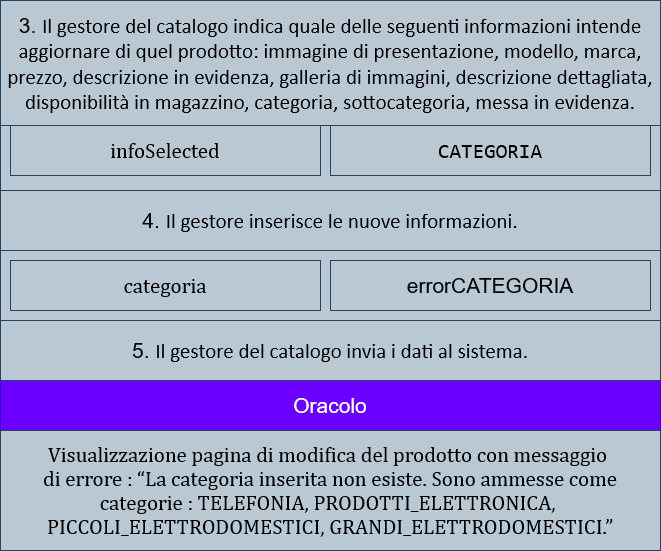 3. Il gestore del catalogo indica quale delle seguenti informazioni intende
aggiornare di quel prodotto: immagine di presentazione, modello, marca,
prezzo, descrizione in evidenza, galleria di immagini, descrizione dettagliata,
disponibilità in magazzino, categoria, sottocategoria, messa in evidenza.
infoSelected
CATEGORIA
4. Il gestore inserisce le nuove informazioni.
categoria
errorCATEGORIA
5. Il gestore del catalogo invia i dati al sistema.
Oracolo
Visualizzazione pagina di modifica del prodotto con messaggio
di errore : “La categoria inserita non esiste. Sono ammesse come
categorie : TELEFONIA, PRODOTTI_ELETTRONICA,
PICCOLI_ELETTRODOMESTICI, GRANDI_ELETTRODOMESTICI.”